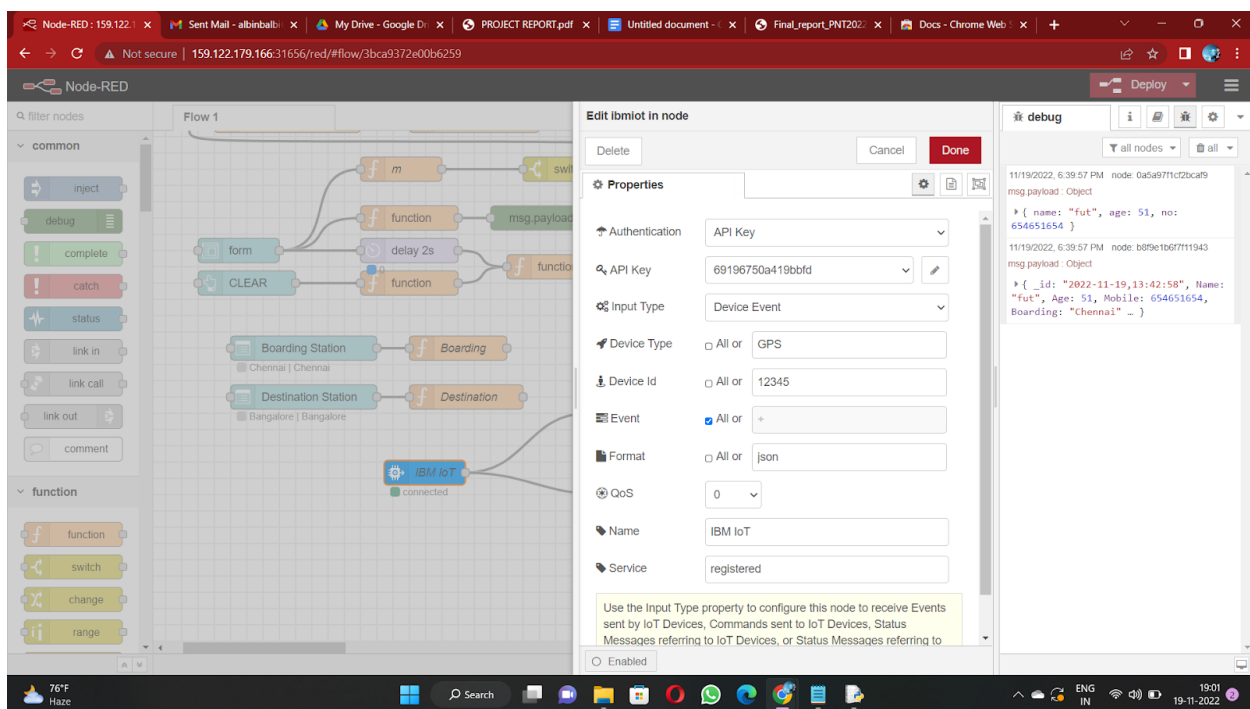 Node-RED : 159.122.1
Sent Mail - albinbalbi
My Drive - Google Dr
PROJECT REPORT.pdf
Untitled document -
Final_report_PNT2022
Docs - Chrome Web S
Not secure | 159.122.179.166:31656/red/#flow/3bca9372e00b6259
Node-RED
Deploy
filter nodes
common
inject
debug
complete
catch
status
link in
link call
link out
comment
function
function
switch
change
range
Flow 1
m
swit
function
msg.payload
form
delay 2s
0
functio
CLEAR
function
Boarding Station
Boarding
Chennai | Chennai
Destination Station
Destination
Bangalore | Bangalore
IBM IoT
connected
Edit ibmiot in node
Delete
Cancel
Done
Properties
Authentication
API Key
API Key
69196750a419bbfd
Input Type
Device Event
Device Type
All or
GPS
Device Id
All or
12345
Event
All or
+
Format
All or
json
QoS
0
Name
IBM IoT
Service
registered
Use the Input Type property to configure this node to receive Events
sent by IoT Devices, Commands sent to IoT Devices, Status
Messages referring to IoT Devices, or Status Messages referring to
Enabled
debug
all nodes
all
11/19/2022, 6:39:57 PM node: 0a5a97f1cf2bcaf9
msg.payload : Object
{ name: "fut", age: 51, no:
654651654 }
11/19/2022, 6:39:57 PM node: b8f9e1b6f7f11943
msg.payload : Object
{ _id: "2022-11-19,13:42:58", Name:
"fut", Age: 51, Mobile: 654651654,
Boarding: "Chennai" … }
76°F
Haze
Search
ENG
IN
19:01
19-11-2022
2